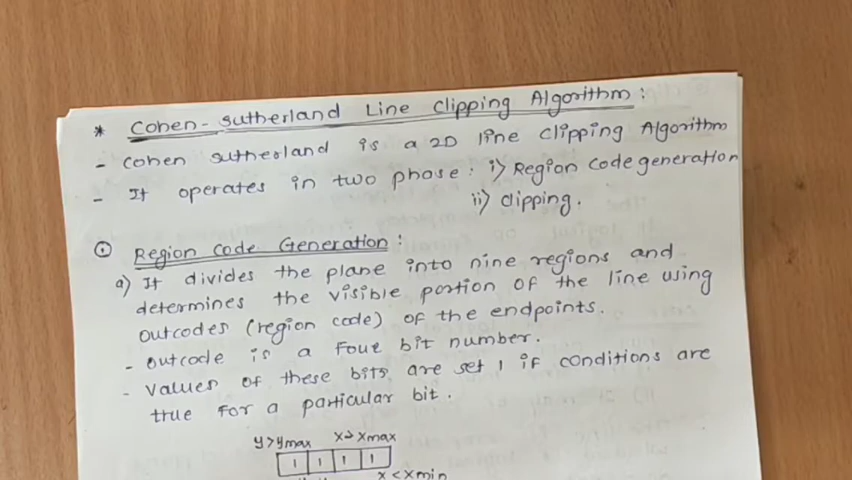 * Cohen-Sutherland Line Clipping Algorithm :
- Cohen Sutherland is a 2D line Clipping Algorithm
- It operates in two phase : i) Region code generation
ii) clipping.
① Region Code Generation :
a) It divides the plane into nine regions and
determines the visible portion of the line using
outcodes (region code) of the endpoints.
- outcode is a four bit number.
- values of these bits are set 1 if conditions are
true for a particular bit.
y>ymax x>xmax
1 1 1 1
x<xmin